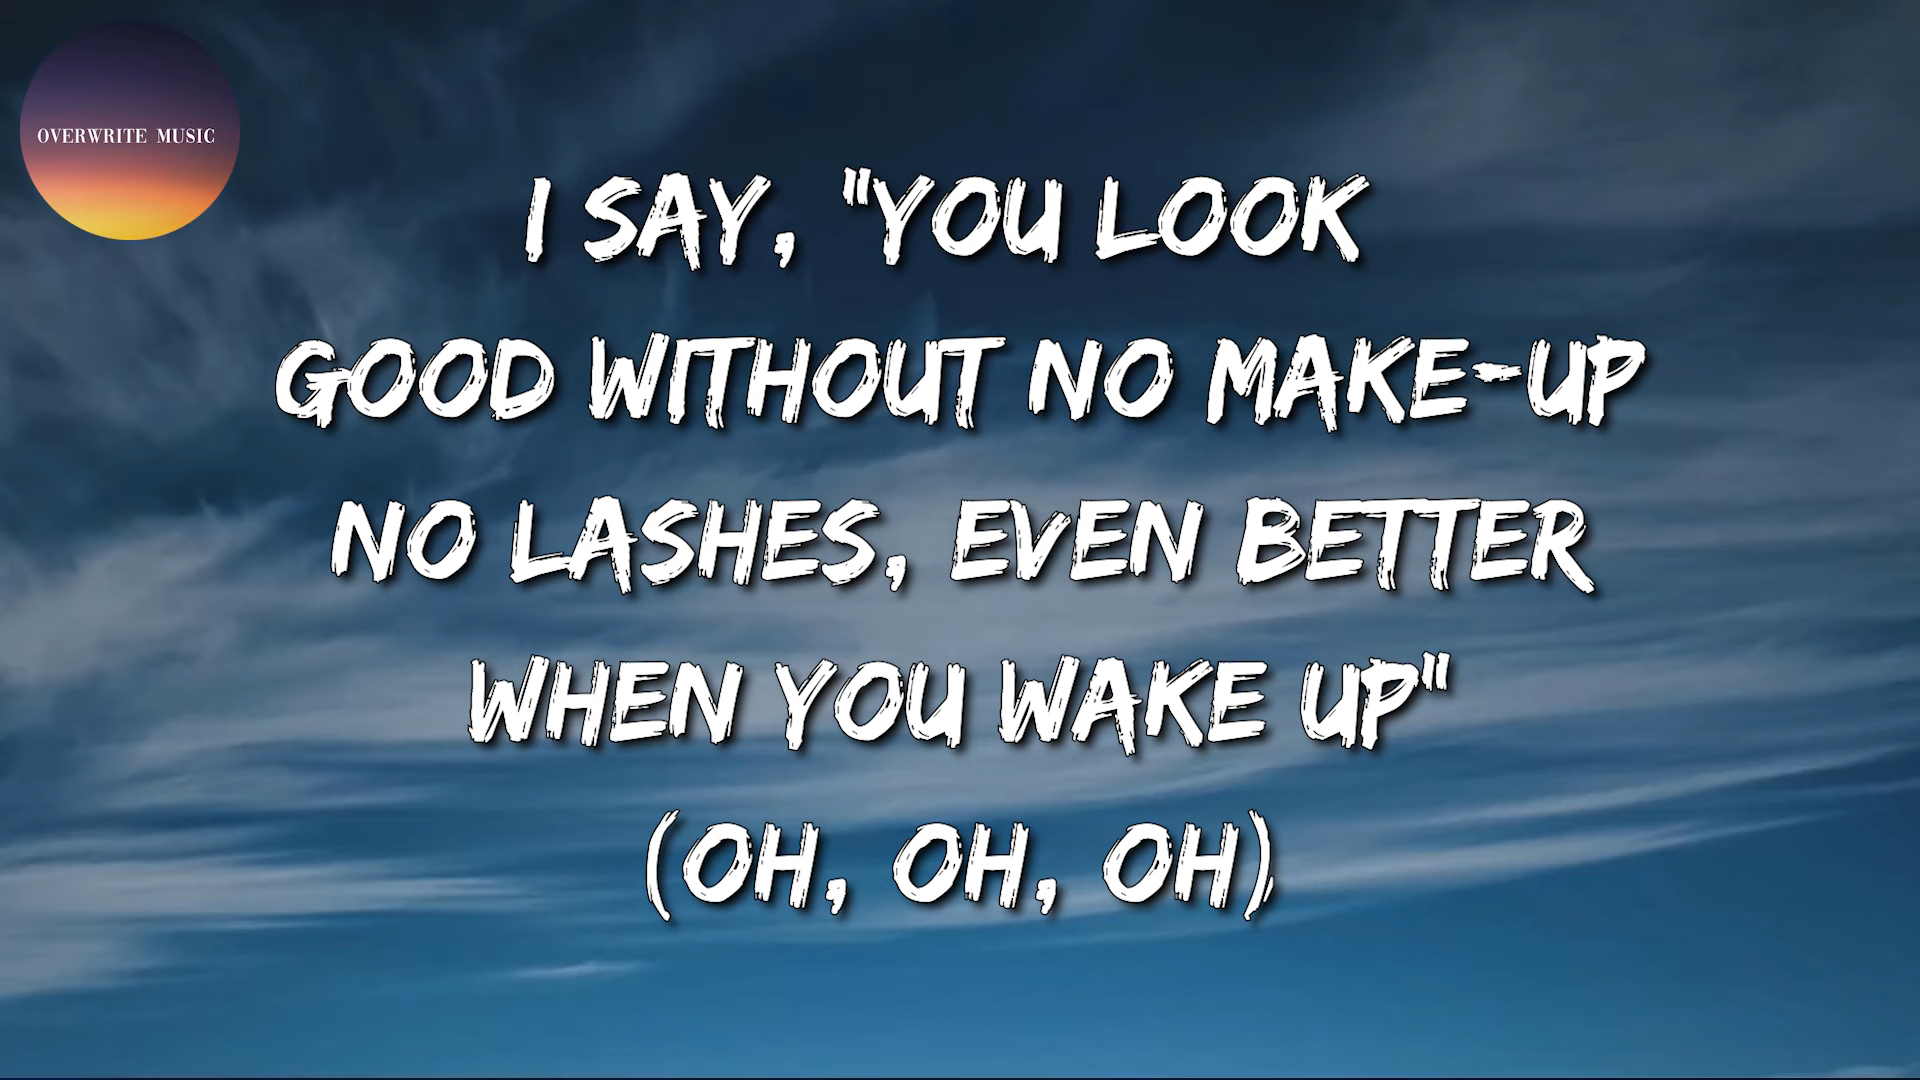 OVERWRITE MUSIC
I SAY, "YOU LOOK
GOOD WITHOUT NO MAKE-UP
NO LASHES, EVEN BETTER
WHEN YOU WAKE UP"
(OH, OH, OH)